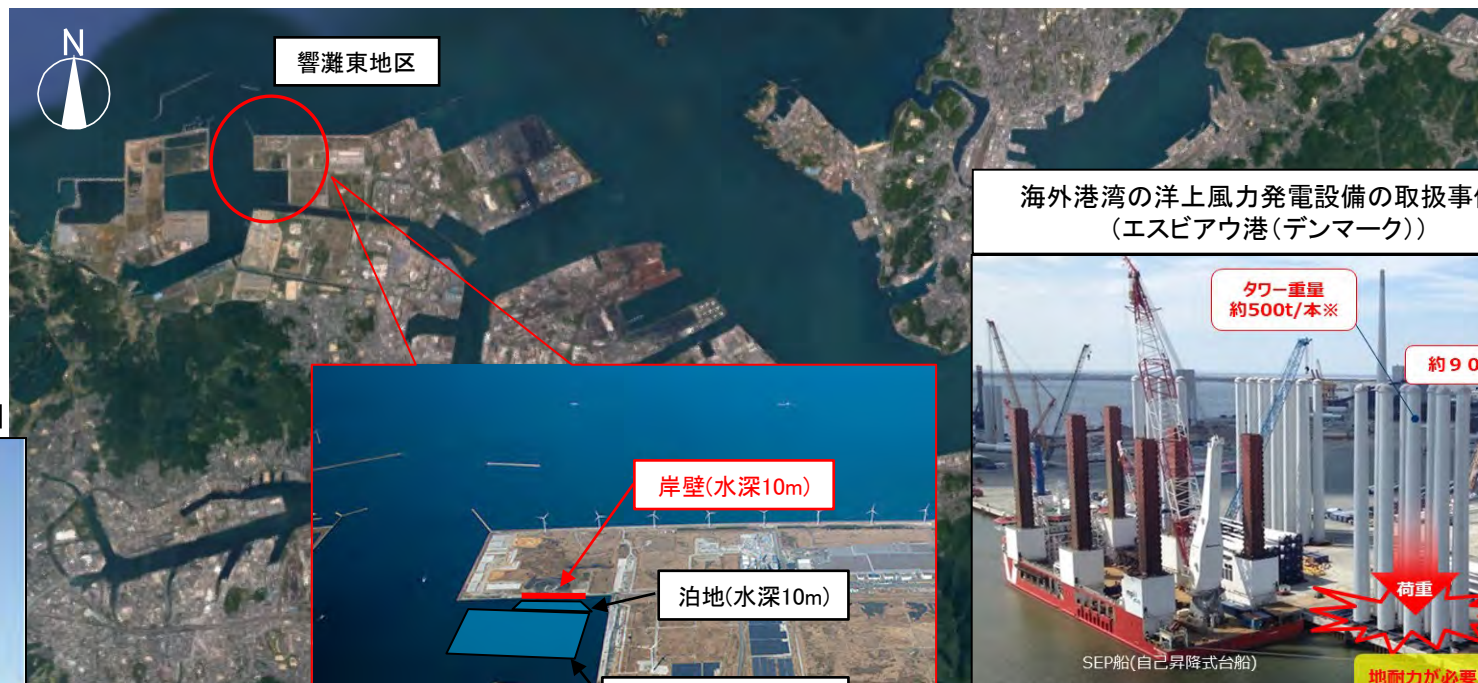 N
響灘東地区
海外港湾の洋上風力発電設備の取扱事
(エスビアウ港(デンマーク))
タワー重量
約500t/本※
約90
岸壁(水深10m)
泊地(水深10m)
荷重
SEP船(自己昇降式台船)
地耐力が必要